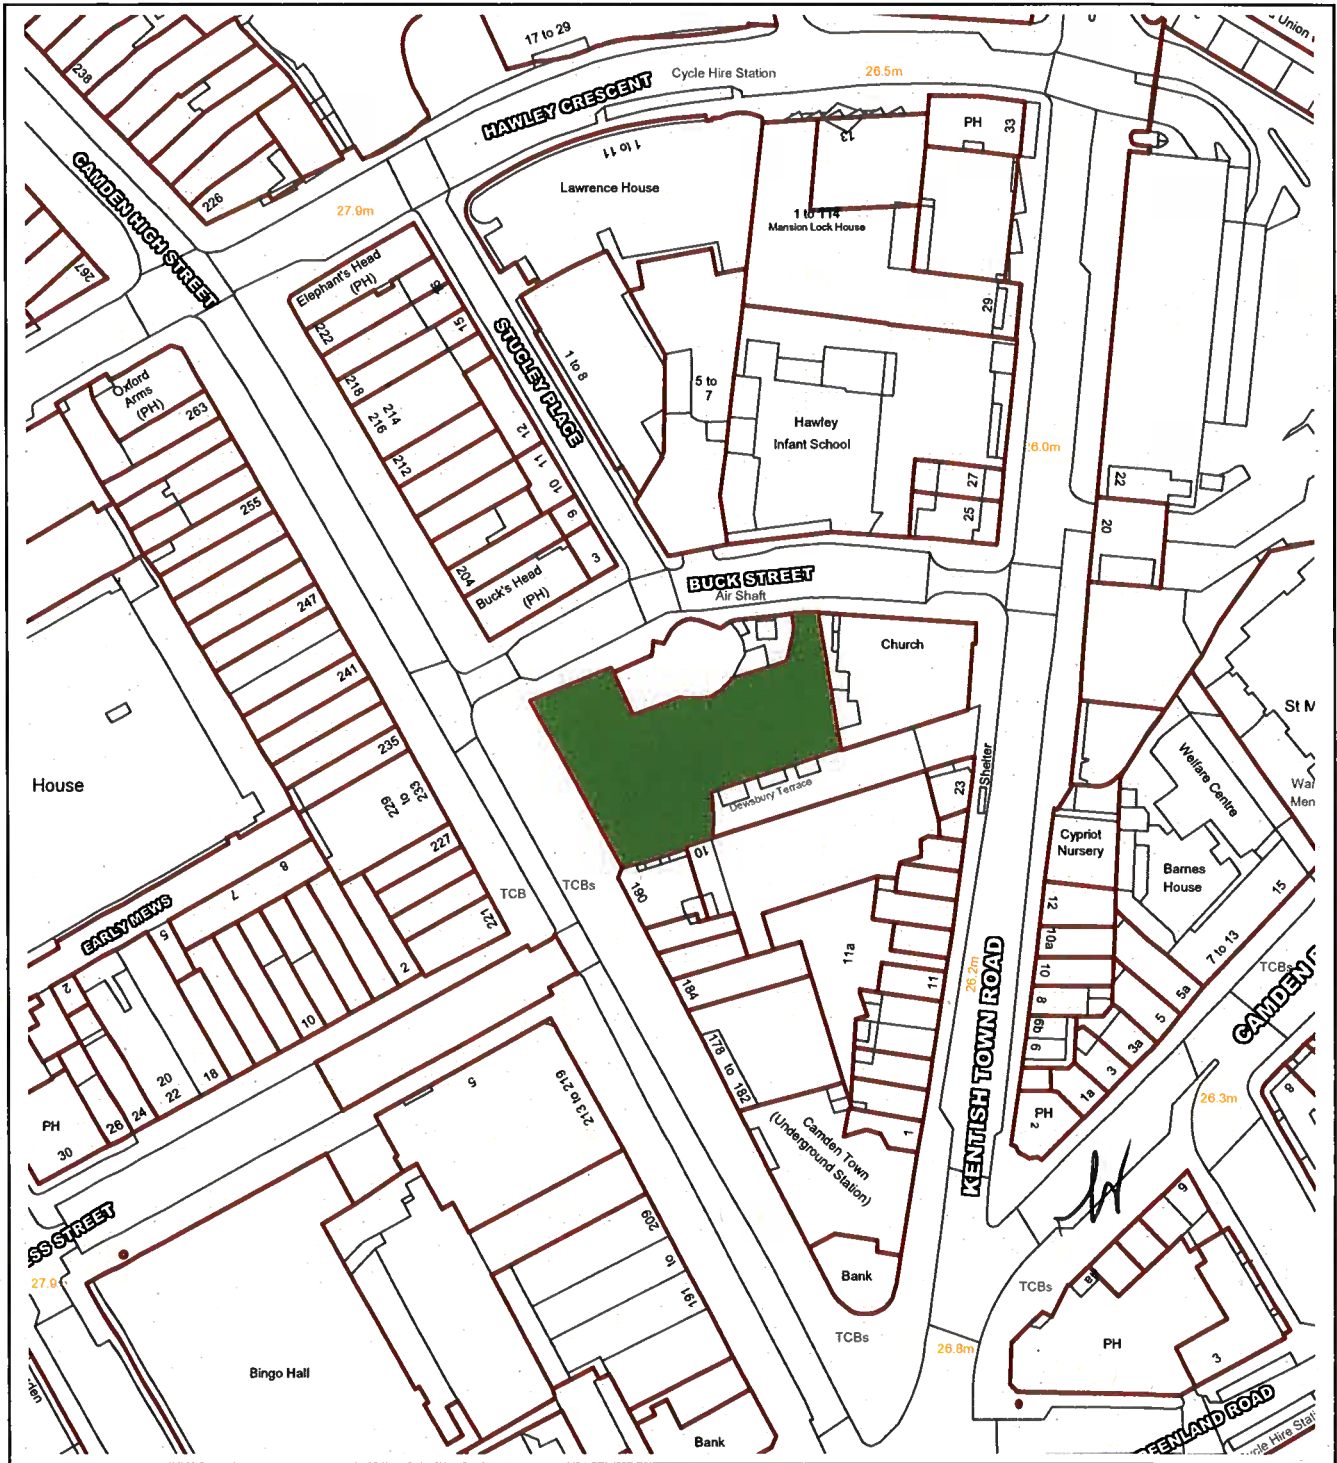 17 to 29
Union
238
Cycle Hire Station
26.5m
HAWLEY CRESCENT
PH
33
13
1 to 11
CAMDEN HIGH STREET
226
27.9m
Lawrence House
1 to 114
Mansion Lock House
267
Elephant's Head
(PH)
16
15
222
29
STUCLEY PLACE
1 to 8
218
214
216
5 to
7
Oxford
Arms
(PH)
263
12
Hawley
Infant School
11
10
9
212
22
27
25
20
255
3
204
Buck's Head
(PH)
BUCK STREET
Air Shaft
247
Church
241
St M
235
233
to
229
Shelter
23
Welfare Centre
House
Dewsbury Terrace
Cypriot
Nursery
Barnes
House
227
8
7
10
TCB
TCBs
190
15
EARLY MEWS
5
221
12
10a
10
8
6b
6
11a
11
26.2m
7 to 13
TCBs
CAMDEN
2
2
184
5a
5
3a
3
1a
10
20
22
18
24
26
178 to 182
KENTISH TOWN ROAD
PH
30
5
213 to 219
Camden Town
(Underground Station)
1
PH
2
26.3m
8
SS STREET
27.9
209
to
191
9
Bank
TCBs
TCBs
PH
26.8m
3
Bingo Hall
Bank
EENLAND ROAD
ycle Hire Stati